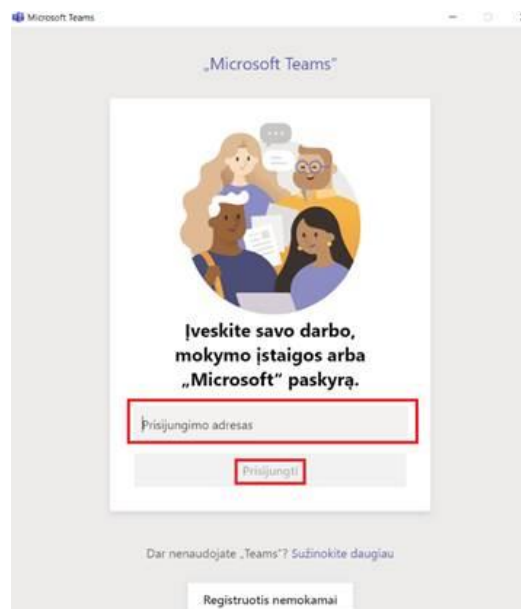 Microsoft Teams
„Microsoft Teams“
Įveskite savo darbo,
mokymo įstaigos arba
„Microsoft“ paskyrą.
Prisijungimo adresas
Prisijungti
Dar nenaudojate „Teams“? Sužinokite daugiau
Registruotis nemokamai